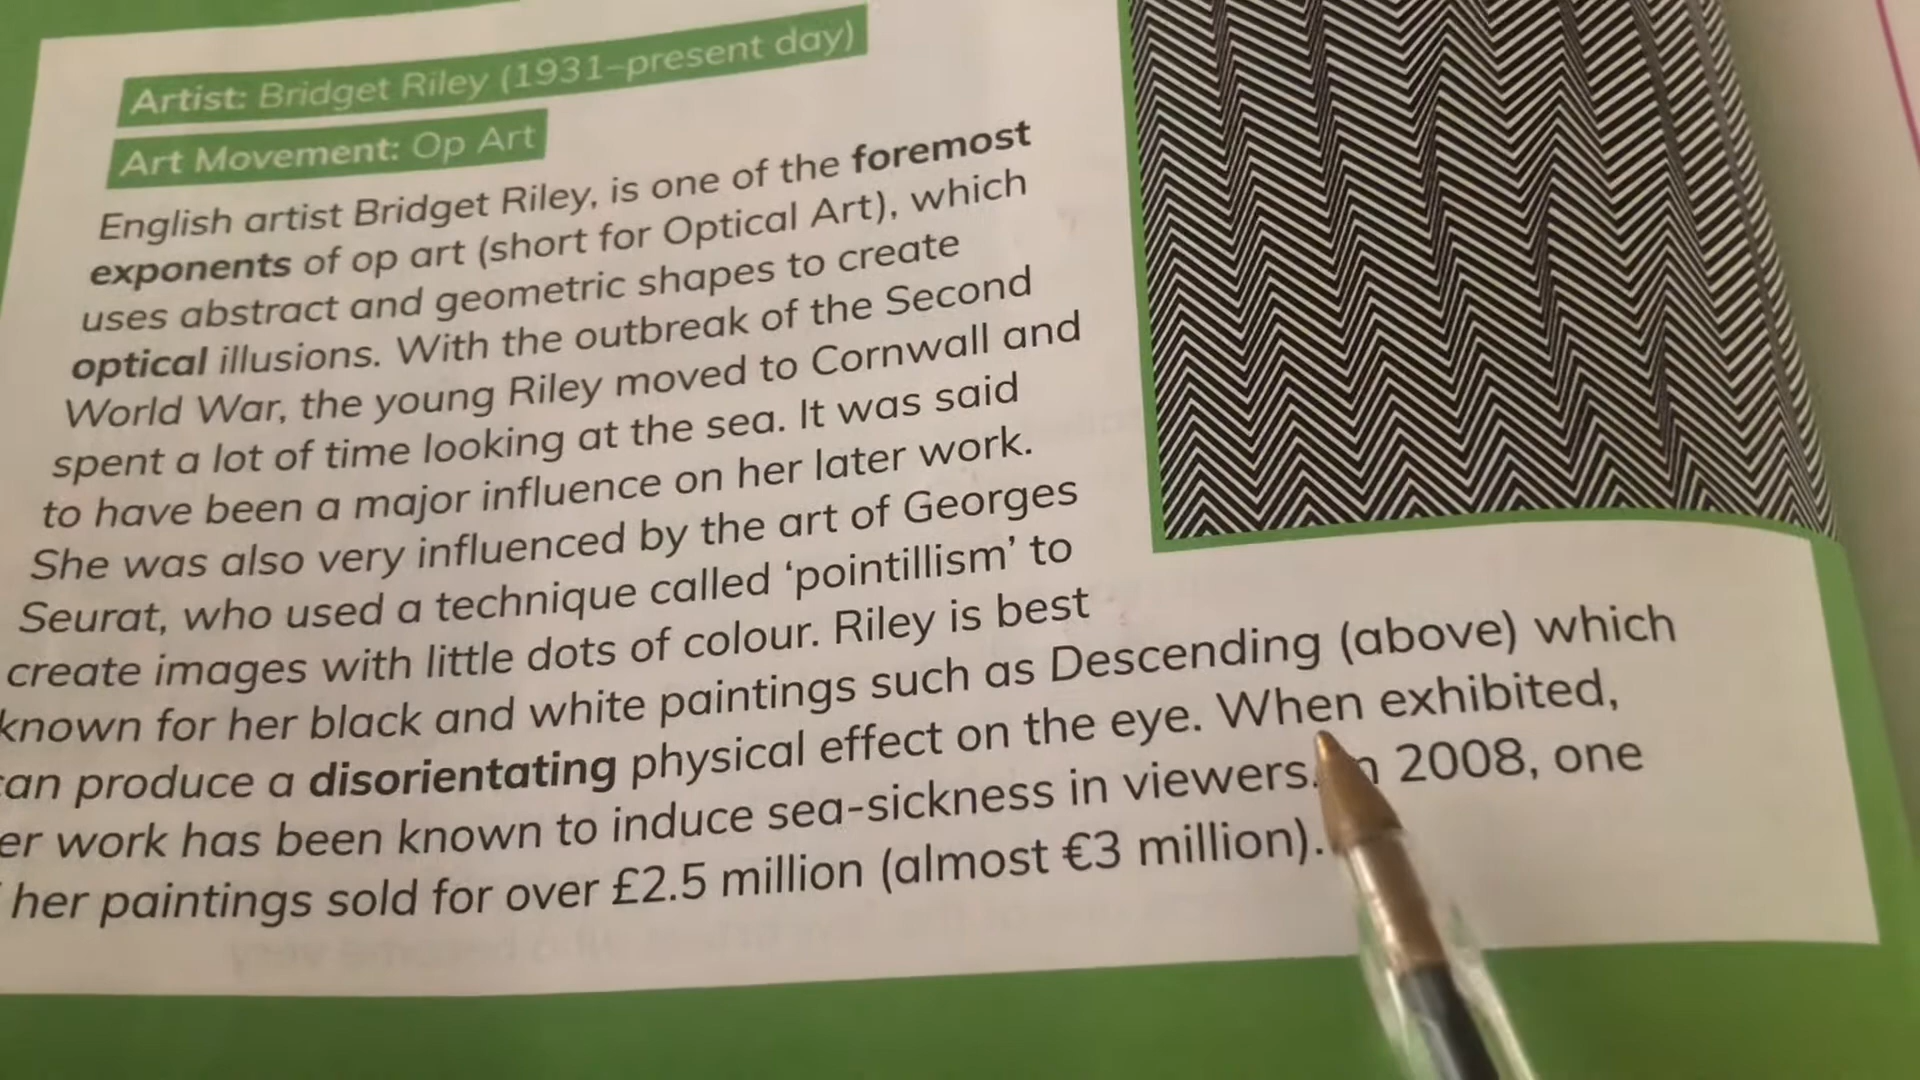 Artist: Bridget Riley (1931–present day)
Art Movement: Op Art
English artist Bridget Riley, is one of the foremost
exponents of op art (short for Optical Art), which
uses abstract and geometric shapes to create
optical illusions. With the outbreak of the Second
World War, the young Riley moved to Cornwall and
spent a lot of time looking at the sea. It was said
to have been a major influence on her later work.
She was also very influenced by the art of Georges
Seurat, who used a technique called ‘pointillism’ to
create images with little dots of colour. Riley is best
known for her black and white paintings such as Descending (above) which
can produce a disorientating physical effect on the eye. When exhibited,
work has been known to induce sea-sickness in viewers. 2008, one
her paintings sold for over £2.5 million (almost €3 million).